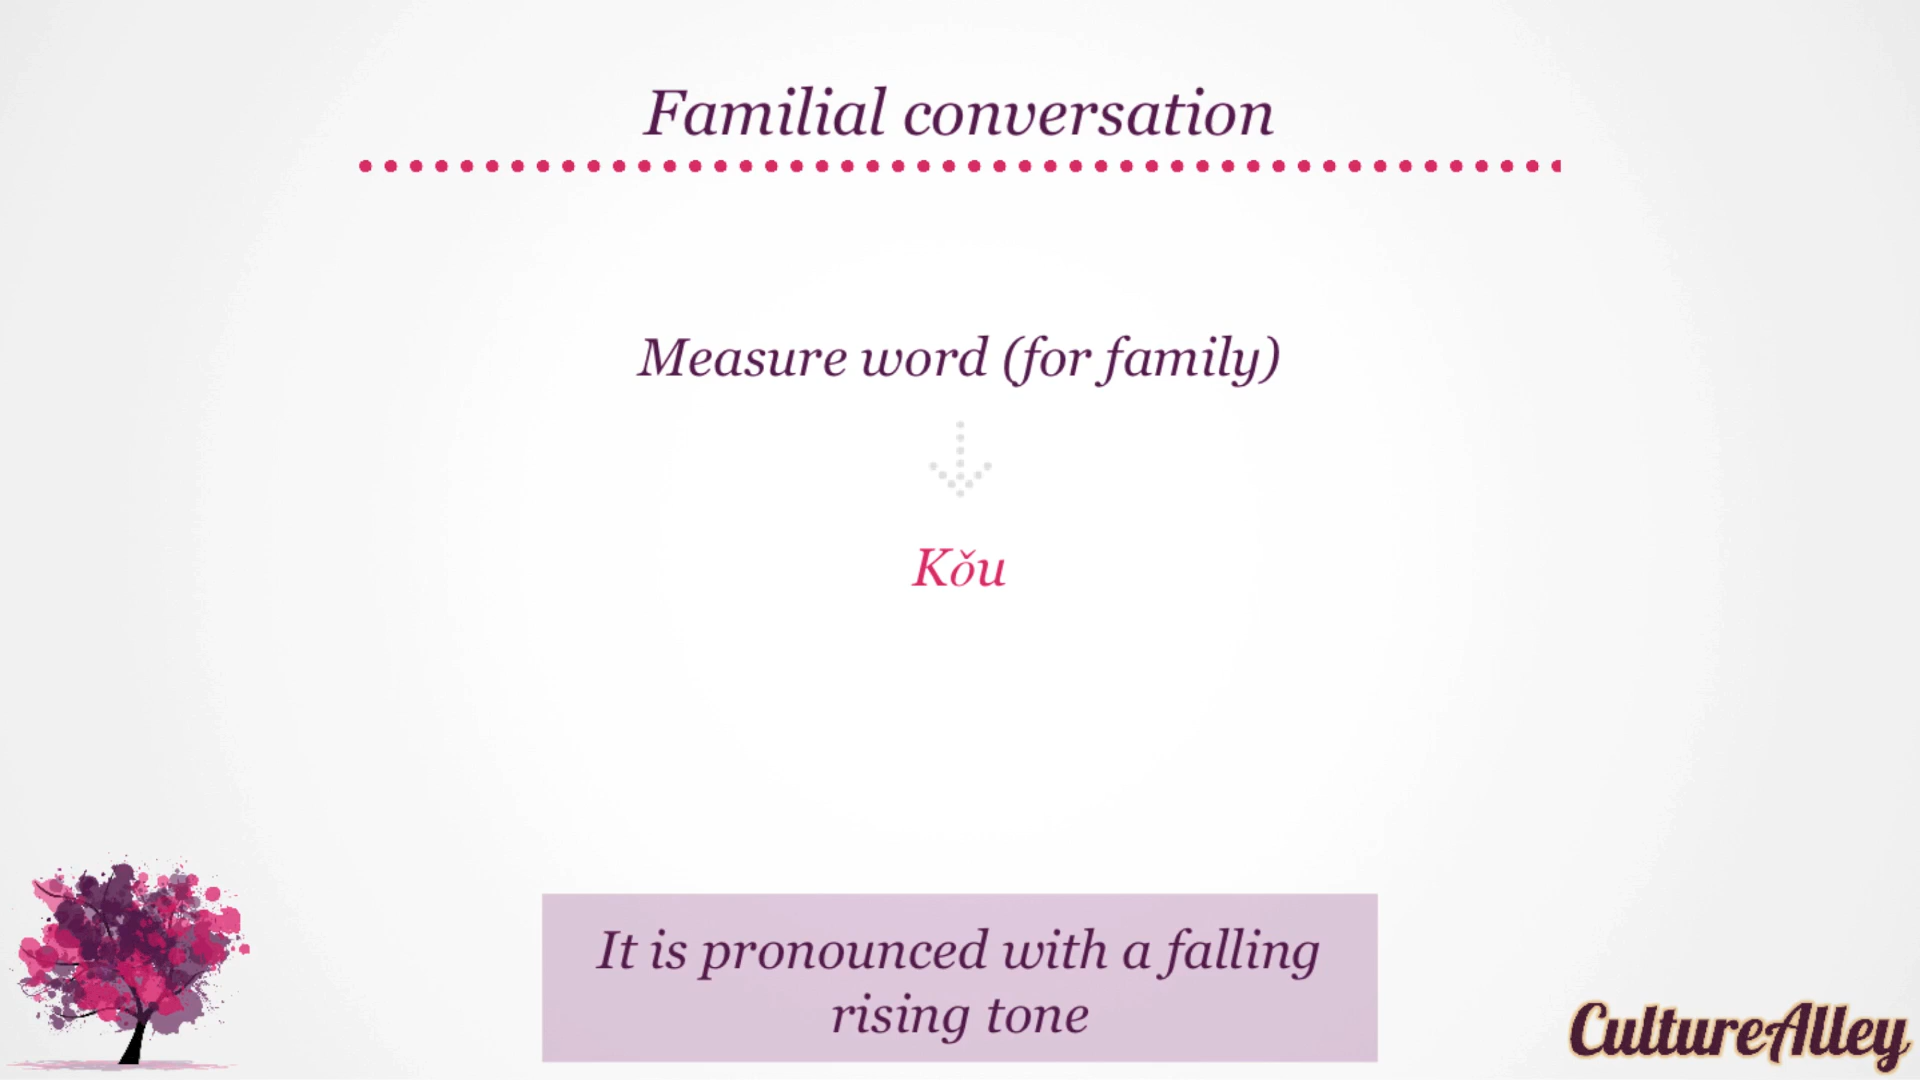 Familial conversation
Measure word (for family)
Kǒu
It is pronounced with a falling
rising tone
CultureAlley